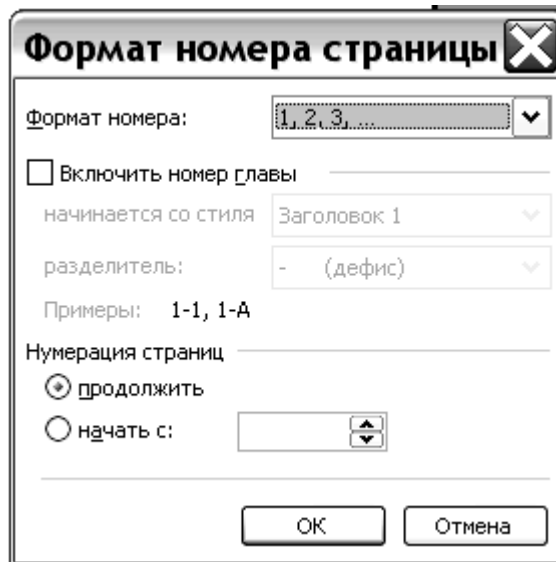 Формат номера страницы
Формат номера: 1, 2, 3, ...
Включить номер главы
начинается со стиля Заголовок 1
разделитель: - (дефис)
Примеры: 1-1, 1-A
Нумерация страниц
продолжить
начать с:
ОК Отмена